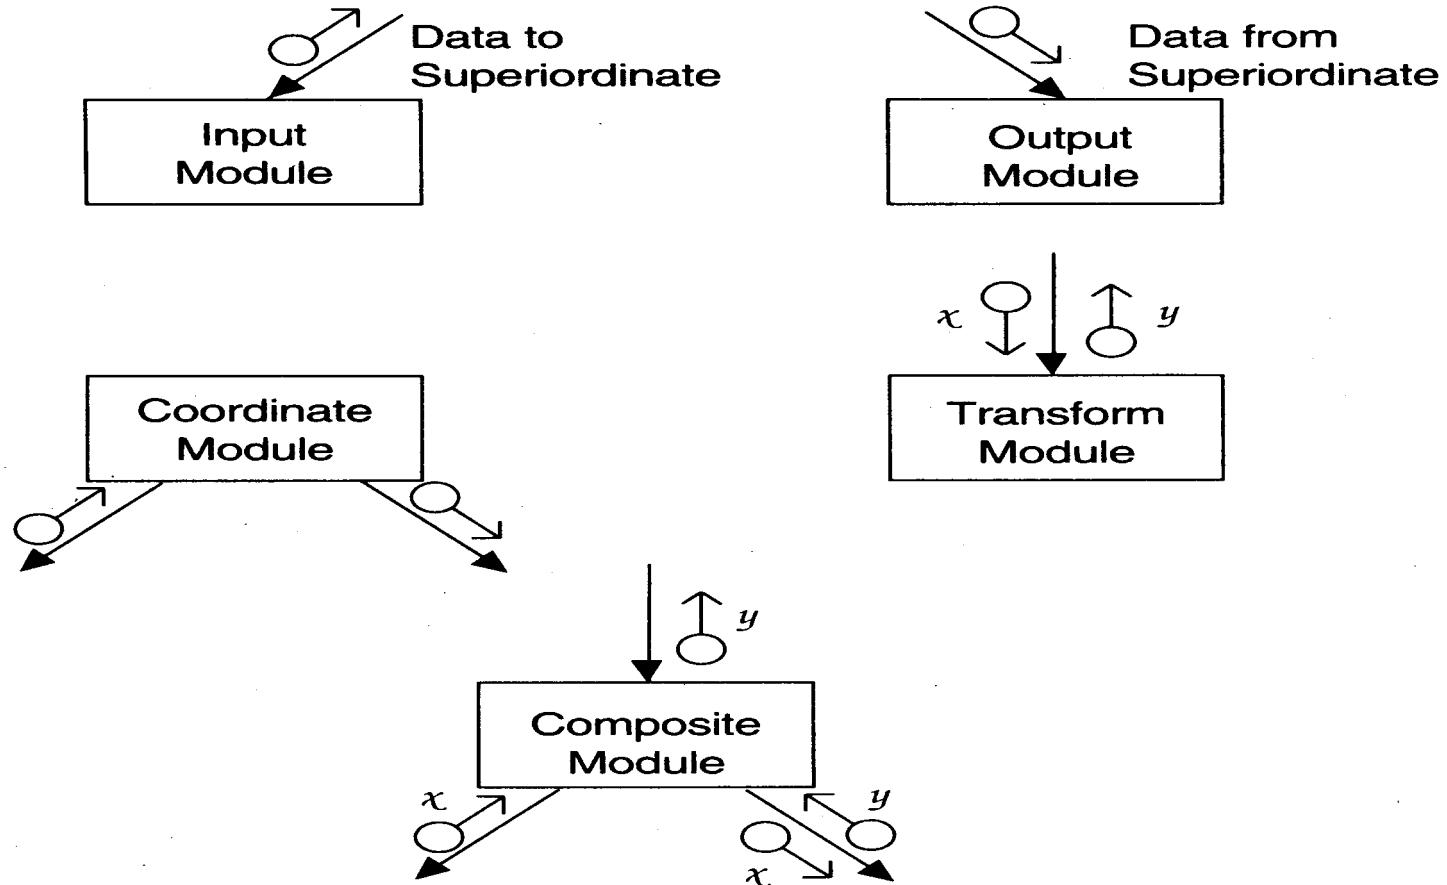 Data to
Superiordinate
Input
Module
Data from
Superiordinate
Output
Module
x
y
Transform
Module
Coordinate
Module
y
Composite
Module
x
y
x